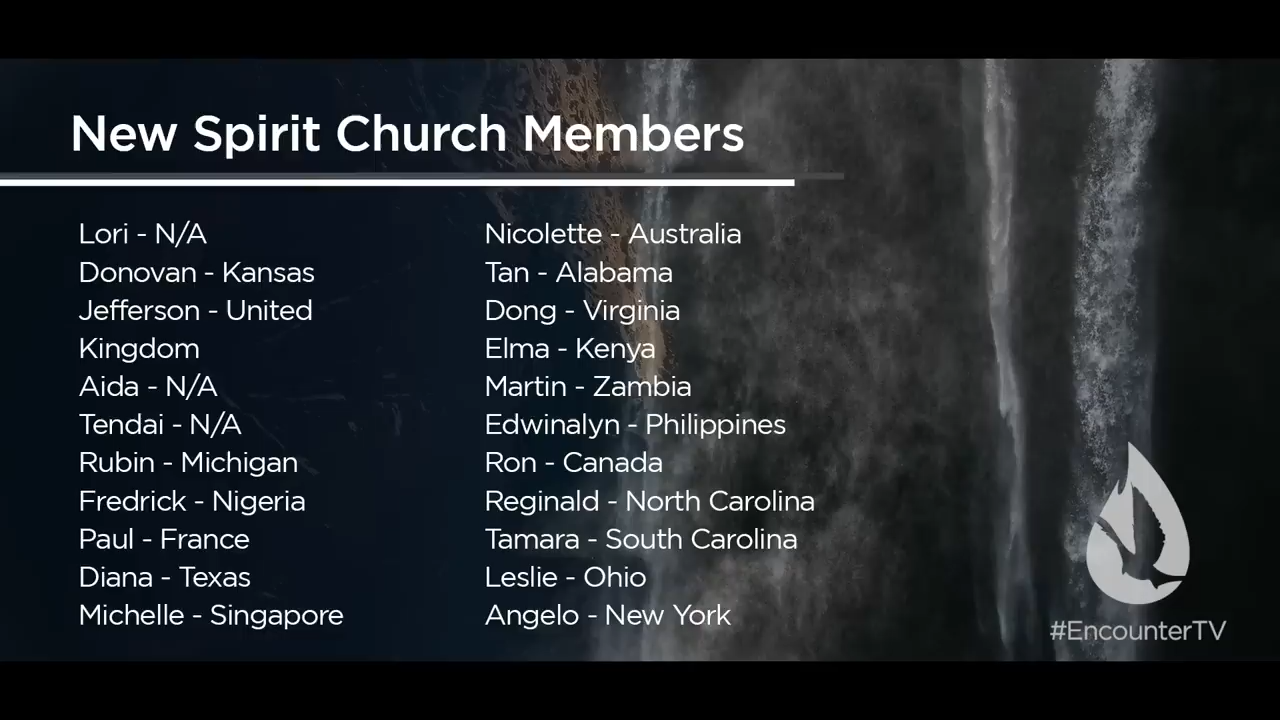 New Spirit Church Members
Lori - N/A
Donovan - Kansas
Jefferson - United
Kingdom
Aida - N/A
Tendai - N/A
Rubin - Michigan
Fredrick - Nigeria
Paul - France
Diana - Texas
Michelle - Singapore
Nicolette - Australia
Tan - Alabama
Dong - Virginia
Elma - Kenya
Martin - Zambia
Edwinalyn - Philippines
Ron - Canada
Reginald - North Carolina
Tamara - South Carolina
Leslie - Ohio
Angelo - New York
#EncounterTV